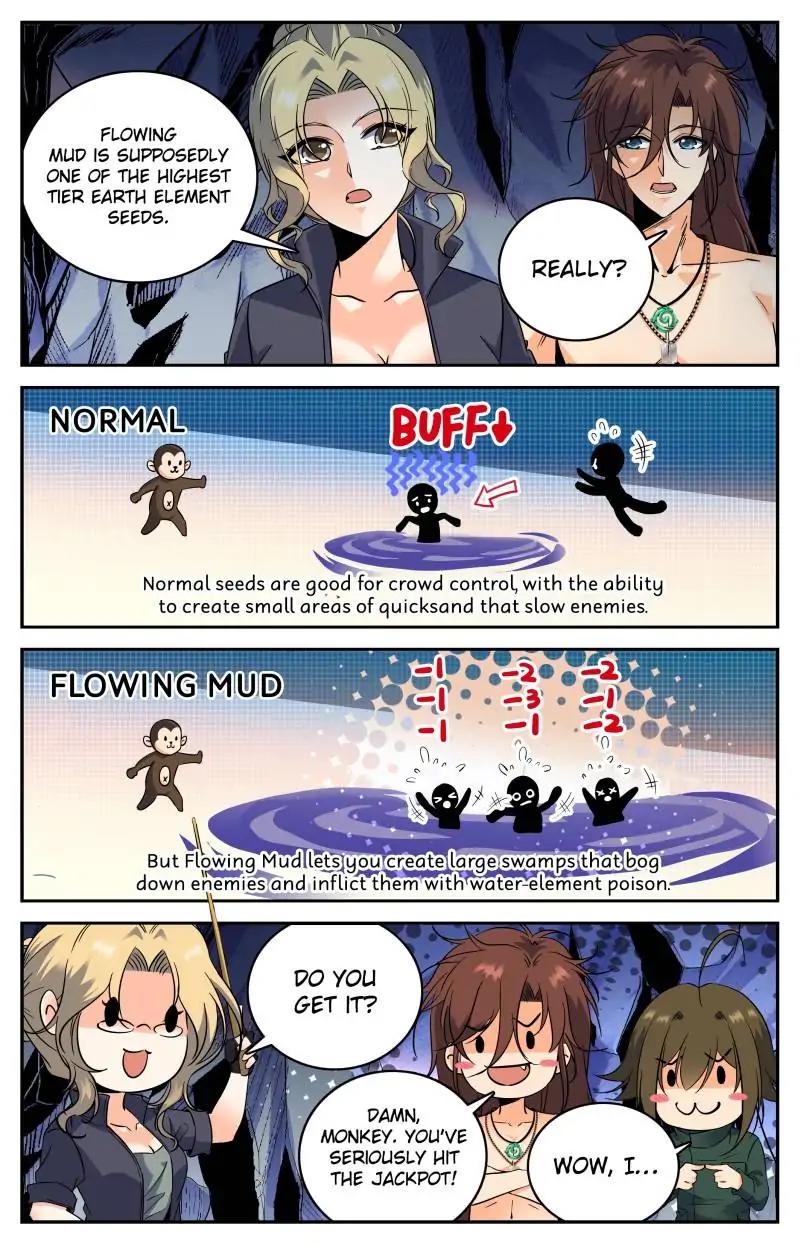 FLOWING
MUD IS SUPPOSEDLY
ONE OF THE HIGHEST
TIER EARTH ELEMENT
SEEDS.
REALLY?
NORMAL
BUFF↓
Normal seeds are good for crowd control, with the ability
to create small areas of quicksand that slow enemies.
FLOWING MUD
-1 -2 -2
-1 -3 -1
-1 -1 -2
But Flowing Mud lets you create large swamps that bog
down enemies and inflict them with water-element poison.
DO YOU
GET IT?
DAMN,
MONKEY. YOU'VE
SERIOUSLY HIT
THE JACKPOT!
WOW, I...